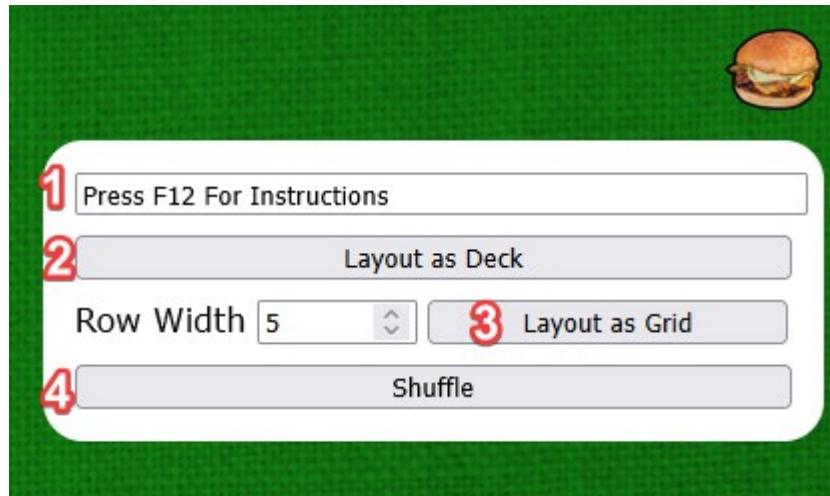 1 Press F12 For Instructions
2 Layout as Deck
Row Width 5 3 Layout as Grid
4 Shuffle